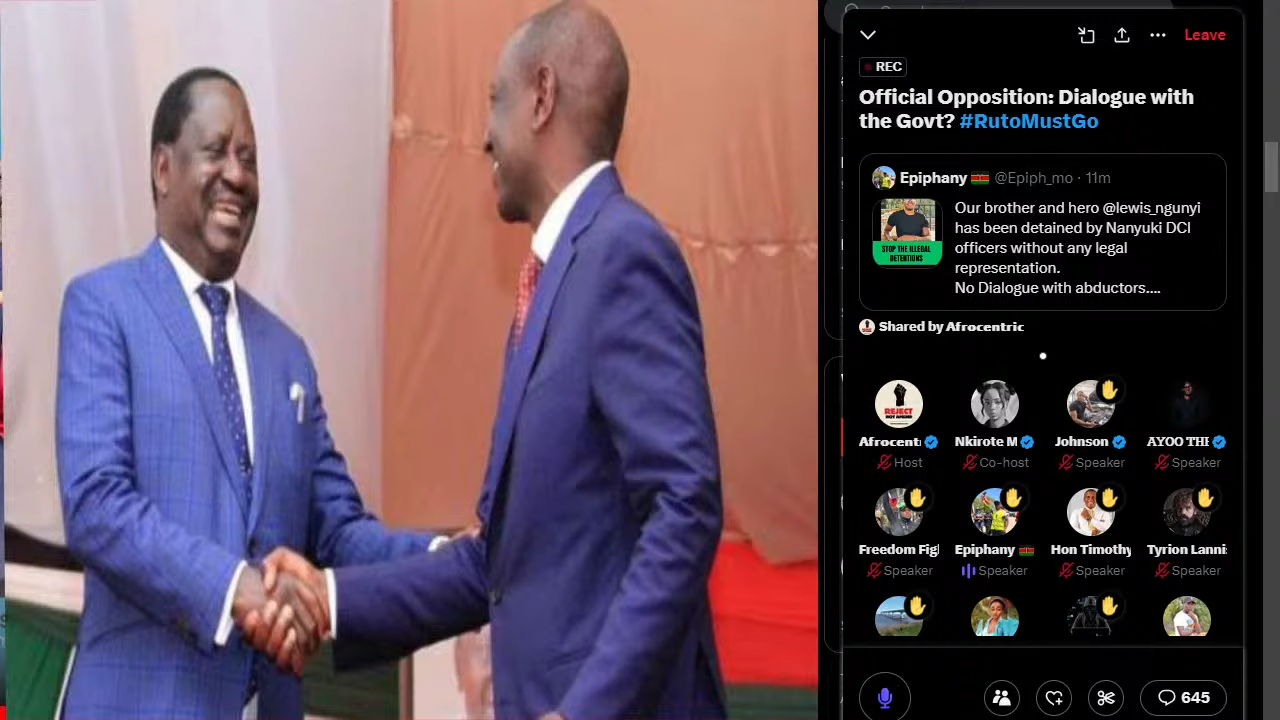 Leave
REC
Official Opposition: Dialogue with
the Govt? #RutoMustGo
Epiphany @Epiph_mo · 11m
Our brother and hero @lewis_ngunyi
has been detained by Nanyuki DCI
officers without any legal
representation.
No Dialogue with abductors....
STOP THE ILLEGAL
DETENTIONS
Shared by Afrocentric
REJECT
Afrocent Nkirote M Johnson AYOO THE
Host Co-host Speaker Speaker
Freedom Figl Epiphany Hon Timothy Tyrion Lannis
Speaker Speaker Speaker Speaker
645